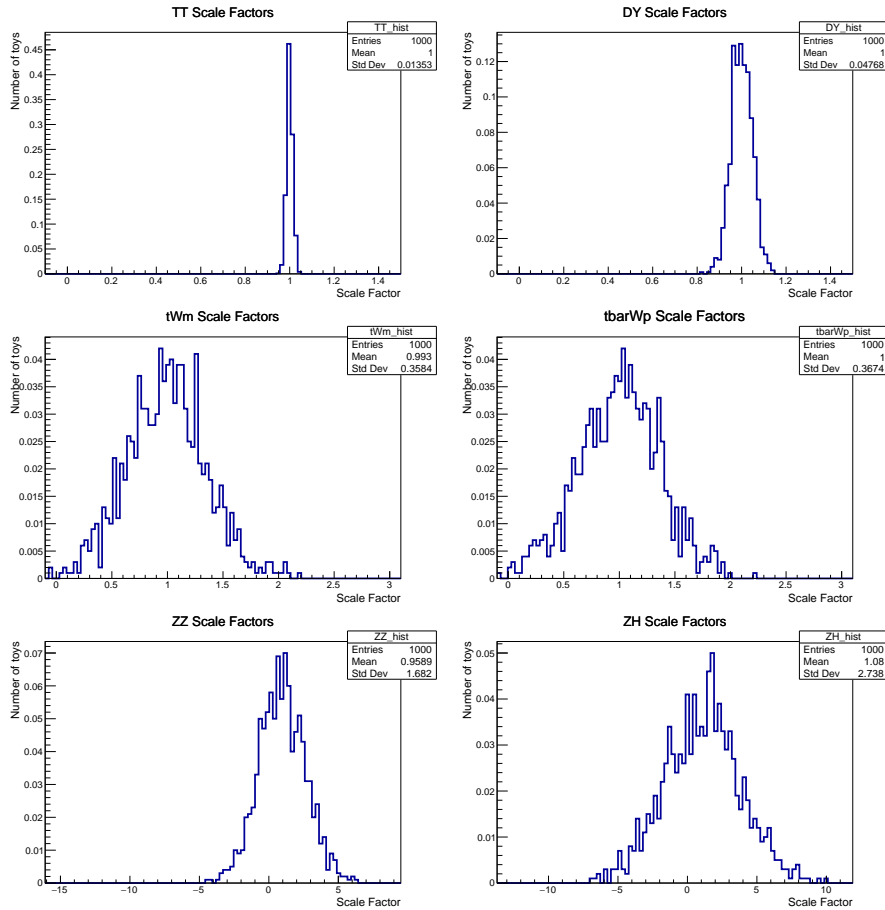 TT Scale Factors
TT_hist
Entries 1000
Mean 1
Std Dev 0.01353
Number of toys
0.45
0.4
0.35
0.3
0.25
0.2
0.15
0.1
0.05
0
0 0.2 0.4 0.6 0.8 1 1.2 1.4
Scale Factor
DY Scale Factors
DY_hist
Entries 1000
Mean 1
Std Dev 0.04768
Number of toys
0.12
0.1
0.08
0.06
0.04
0.02
0
0 0.2 0.4 0.6 0.8 1 1.2 1.4
Scale Factor
tWm Scale Factors
tWm_hist
Entries 1000
Mean 0.993
Std Dev 0.3584
Number of toys
0.04
0.035
0.03
0.025
0.02
0.015
0.01
0.005
0
0 0.5 1 1.5 2 2.5 3
Scale Factor
tbarWp Scale Factors
tbarWp_hist
Entries 1000
Mean 1
Std Dev 0.3674
Number of toys
0.04
0.035
0.03
0.025
0.02
0.015
0.01
0.005
0
0 0.5 1 1.5 2 2.5 3
Scale Factor
ZZ Scale Factors
ZZ_hist
Entries 1000
Mean 0.9589
Std Dev 1.682
Number of toys
0.07
0.06
0.05
0.04
0.03
0.02
0.01
0
−15 −10 −5 0 5
Scale Factor
ZH Scale Factors
ZH_hist
Entries 1000
Mean 1.08
Std Dev 2.738
Number of toys
0.05
0.04
0.03
0.02
0.01
0
−10 −5 0 5 10
Scale Factor